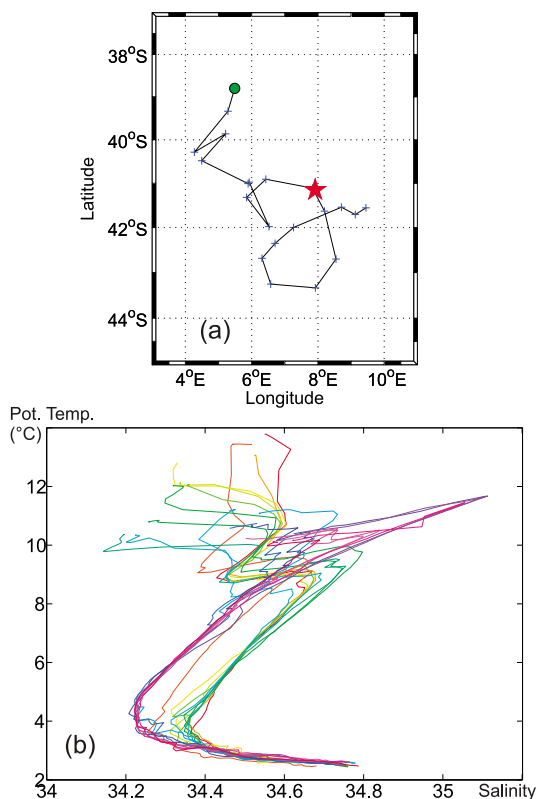 38°S
40°S
42°S
44°S
Latitude
(a)
4°E 6°E 8°E 10°E
Longitude
Pot. Temp.
(°C)
12
10
8
6
4
2
(b)
34 34.2 34.4 34.6 34.8 35 Salinity